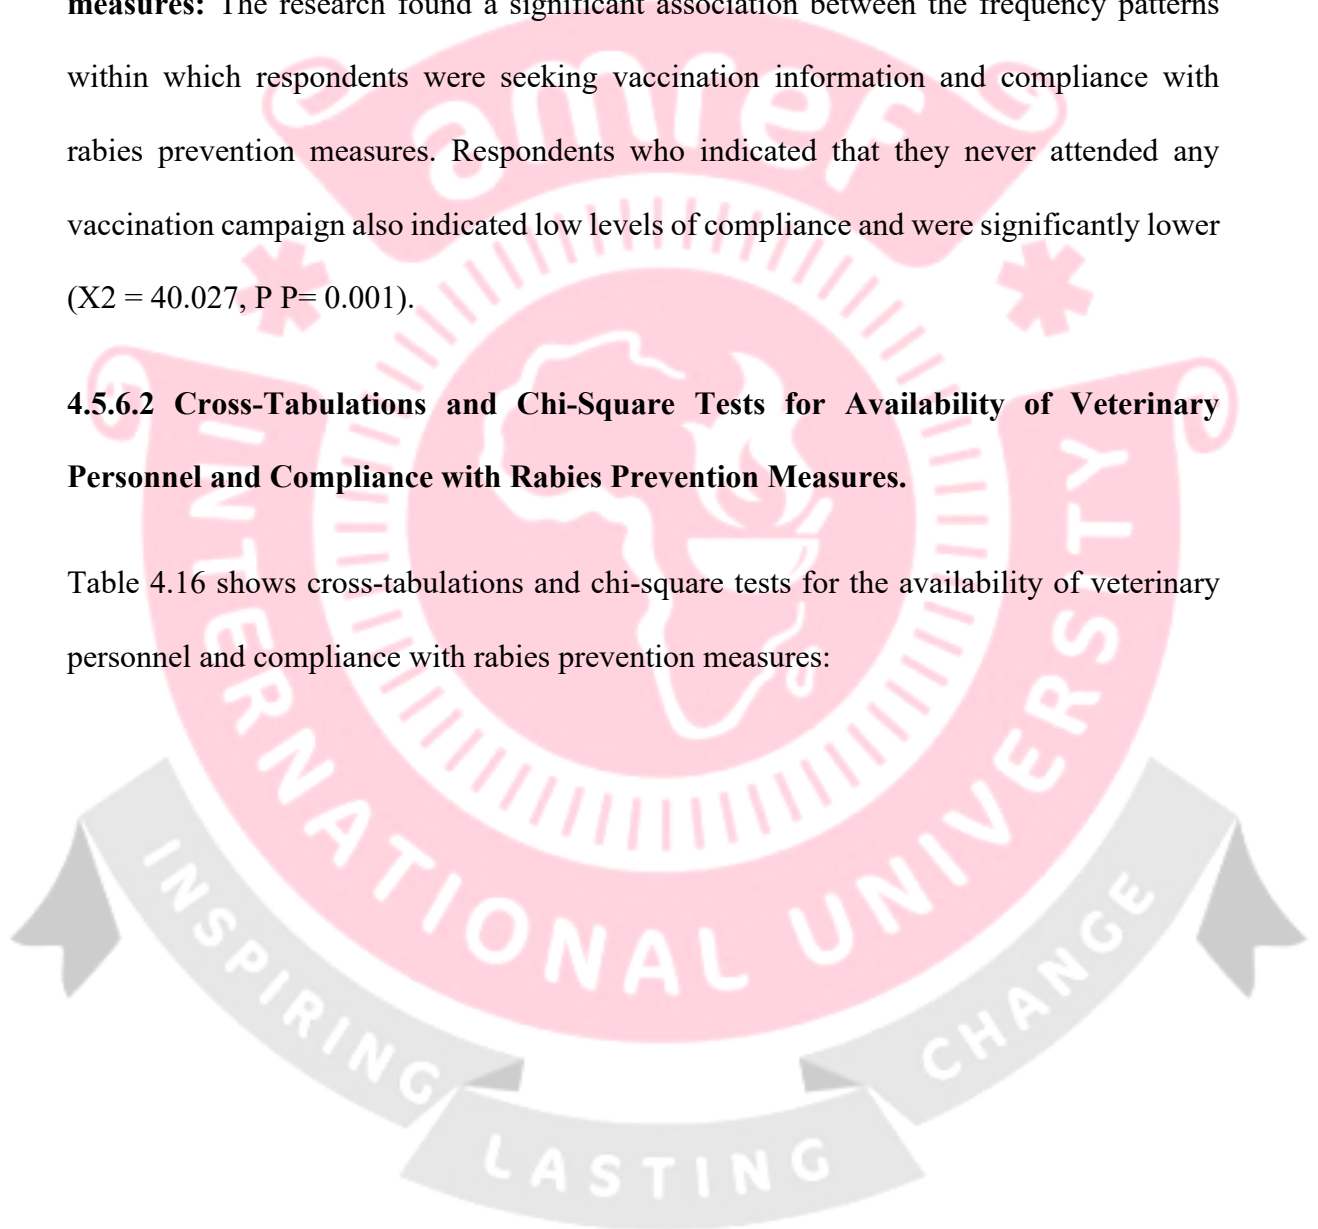 measures: The research found a significant association between the frequency patterns
within which respondents were seeking vaccination information and compliance with
rabies prevention measures. Respondents who indicated that they never attended any
vaccination campaign also indicated low levels of compliance and were significantly lower
(X2 = 40.027, P P= 0.001).
4.5.6.2 Cross-Tabulations and Chi-Square Tests for Availability of Veterinary
Personnel and Compliance with Rabies Prevention Measures.
Table 4.16 shows cross-tabulations and chi-square tests for the availability of veterinary
personnel and compliance with rabies prevention measures:
amref
INTERNATIONAL UNIVERSITY
INSPIRING
LASTING
CHANGE